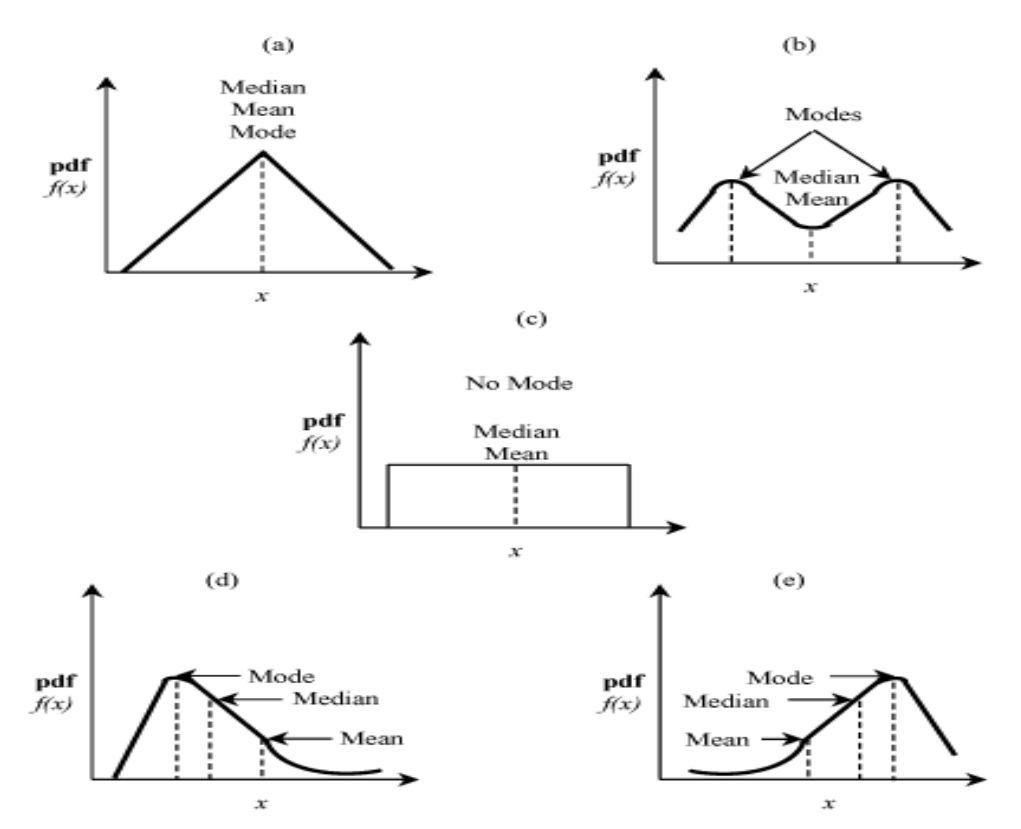 (a)
Median
Mean
Mode
pdf
f(x)
x
(b)
Modes
Median
Mean
pdf
f(x)
x
(c)
No Mode
Median
Mean
pdf
f(x)
x
(d)
Mode
Median
Mean
pdf
f(x)
x
(e)
Mode
Median
Mean
pdf
f(x)
x